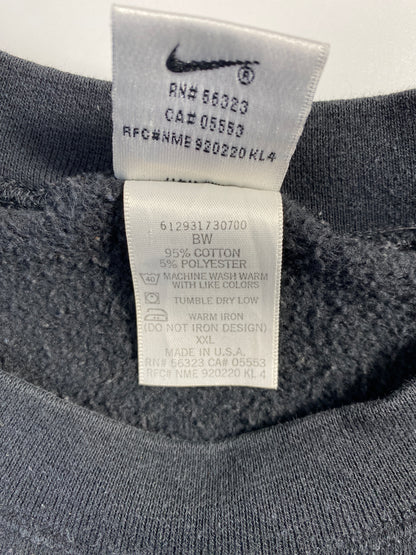 ®
RN# 56323
CA# 05553
RFC#NME 920220 KL4
612931730700
BW
95% COTTON
5% POLYESTER
40 MACHINE WASH WARM
WITH LIKE COLORS
TUMBLE DRY LOW
WARM IRON
(DO NOT IRON DESIGN)
XXL
MADE IN U.S.A.
RN# 56323 CA# 05553
RFC# NME 920220 KL 4